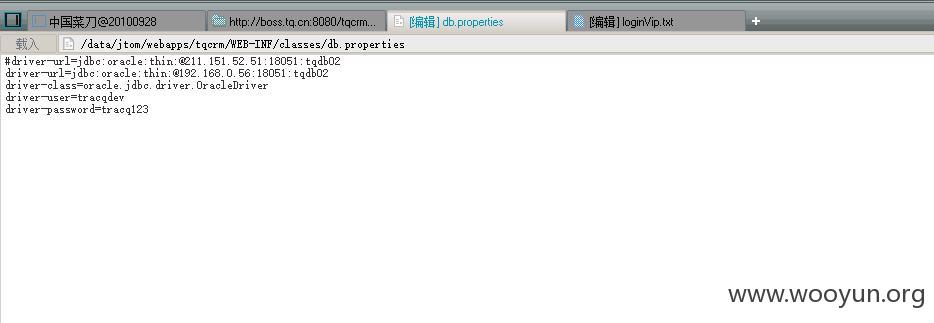 中国菜刀@20100928
http://boss.tq.cn:8080/tqcrm...
[编辑] db.properties
[编辑] loginVip.txt
载入
/data/jtom/webapps/tqcrm/WEB-INF/classes/db.properties
#driver-url=jdbc:oracle:thin:@211.151.52.51:18051:tqdb02
driver-url=jdbc:oracle:thin:@192.168.0.56:18051:tqdb02
driver-class=oracle.jdbc.driver.OracleDriver
driver-user=tracqdev
driver-password=tracq123
www.wooyun.org